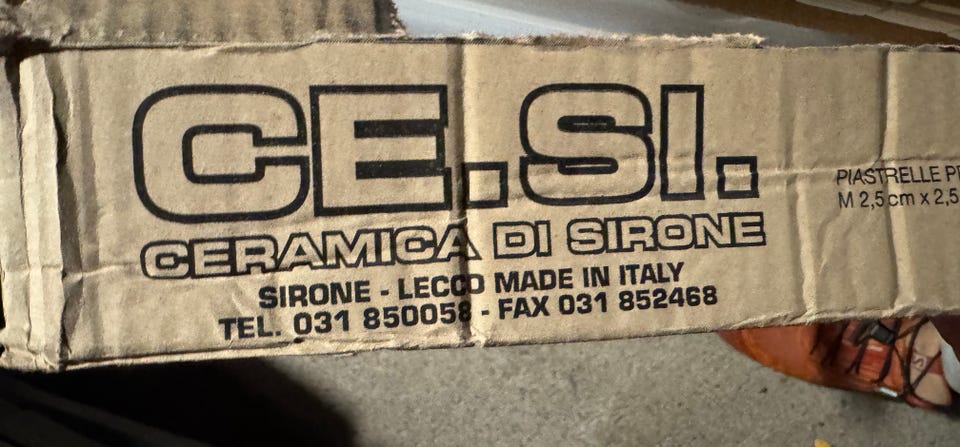 CE.SI.
CERAMICA DI SIRONE
SIRONE - LECCO MADE IN ITALY
TEL. 031 850058 - FAX 031 852468
PIASTRELLE
M 2,5 cm x 2,5